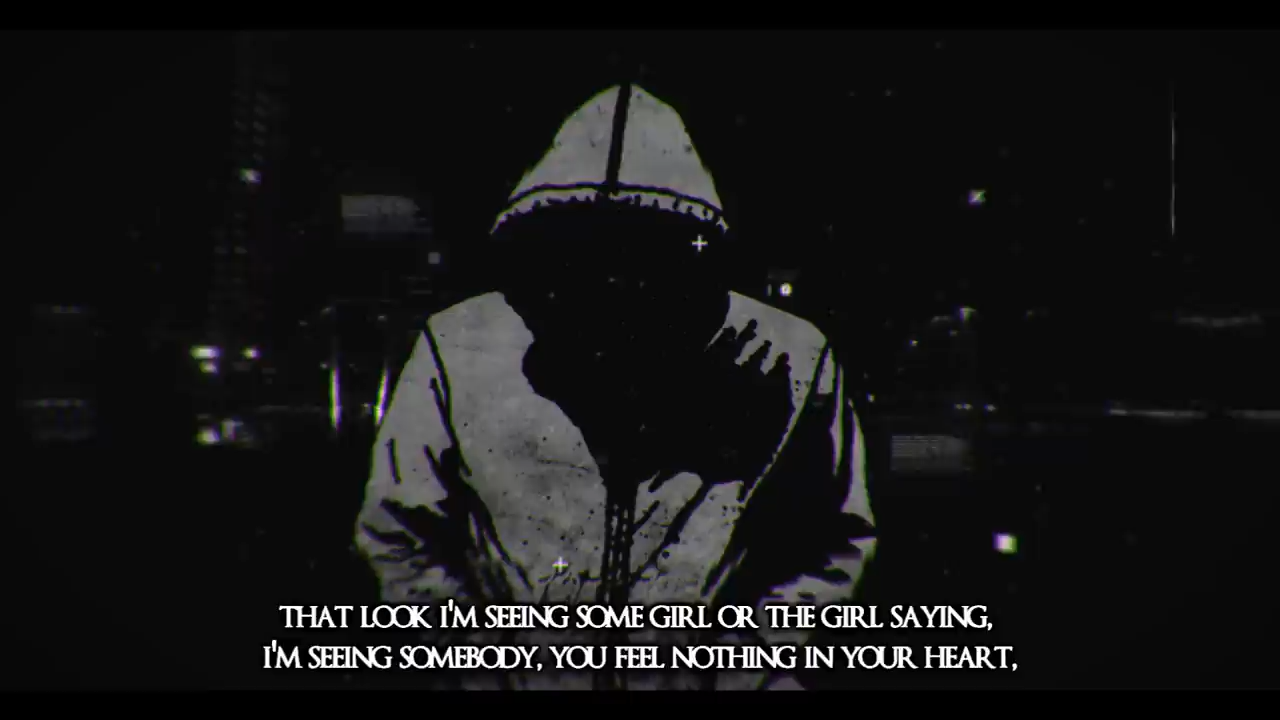 THAT LOOK I'M SEEING SOME GIRL OR THE GIRL SAYING,
I'M SEEING SOMEBODY, YOU FEEL NOTHING IN YOUR HEART,